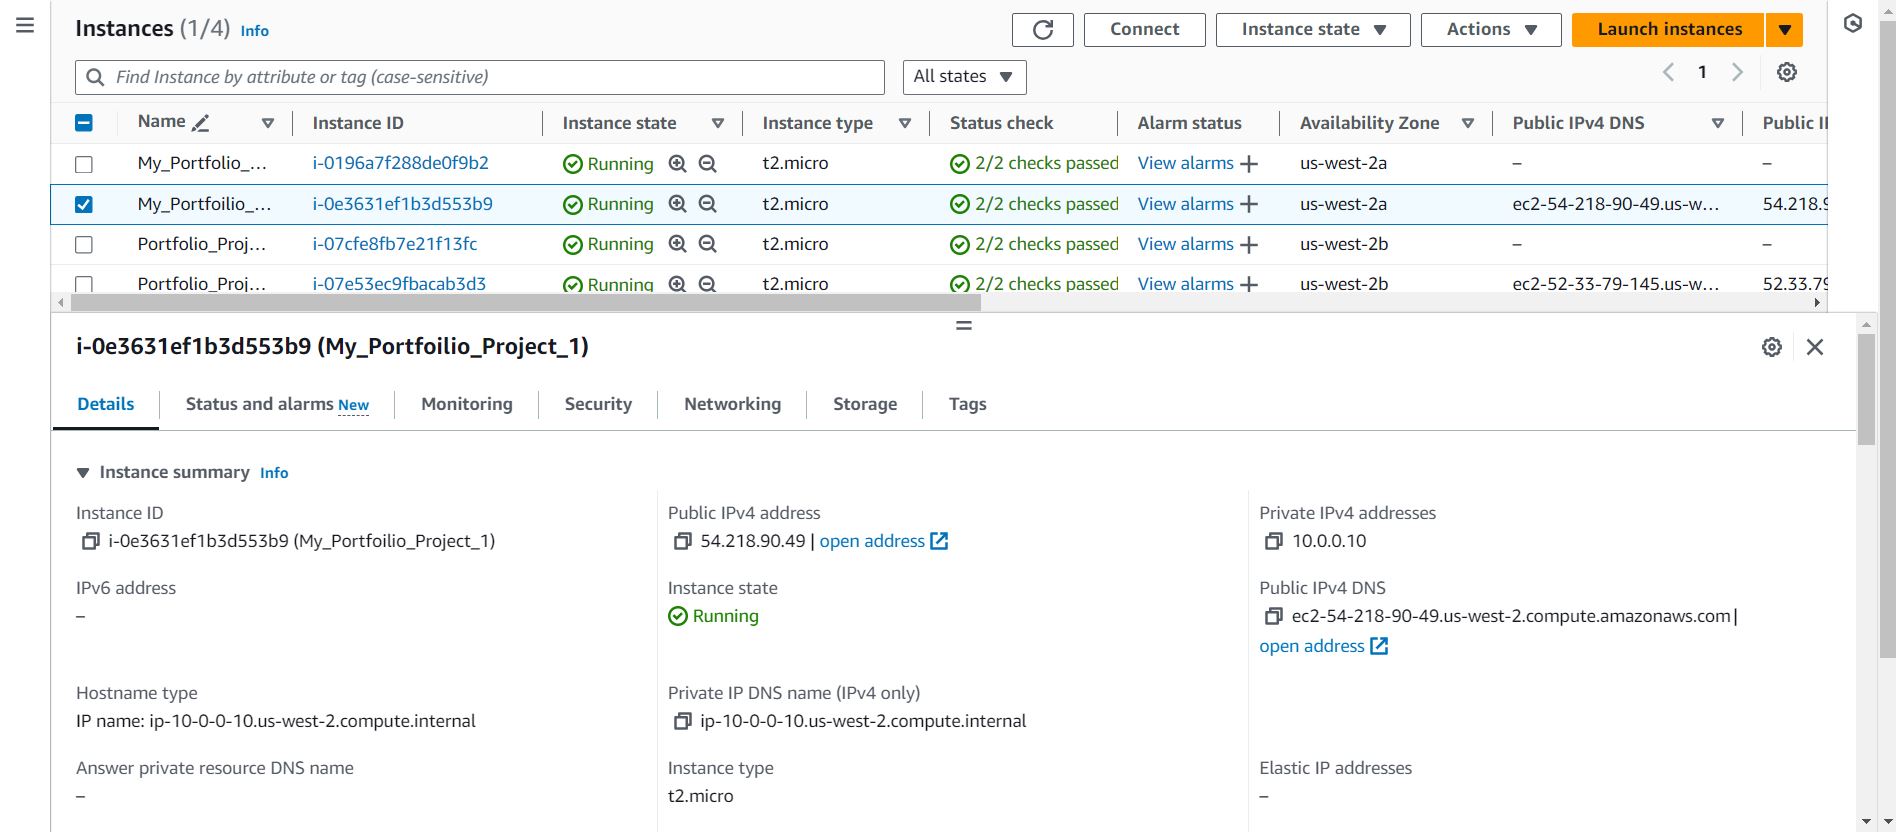 Instances (1/4) Info
Connect
Instance state
Actions
Launch instances
Find Instance by attribute or tag (case-sensitive)
All states
1
Name Instance ID Instance state Instance type Status check Alarm status Availability Zone Public IPv4 DNS Public
My_Portfolio_... i-0196a7f288de0f9b2 Running t2.micro 2/2 checks passed View alarms + us-west-2a – –
My_Portfoilio_... i-0e3631ef1b3d553b9 Running t2.micro 2/2 checks passed View alarms + us-west-2a ec2-54-218-90-49.us-w... 54.218.9
Portfolio_Proj... i-07cfe8fb7e21f13fc Running t2.micro 2/2 checks passed View alarms + us-west-2b – –
Portfolio_Proj... i-07e53ec9fbacab3d3 Running t2.micro 2/2 checks passed View alarms + us-west-2b ec2-52-33-79-145.us-w... 52.33.79
i-0e3631ef1b3d553b9 (My_Portfoilio_Project_1)
Details Status and alarms New Monitoring Security Networking Storage Tags
Instance summary Info
Instance ID
i-0e3631ef1b3d553b9 (My_Portfoilio_Project_1)
Public IPv4 address
54.218.90.49 | open address
Private IPv4 addresses
10.0.0.10
IPv6 address
–
Instance state
Running
Public IPv4 DNS
ec2-54-218-90-49.us-west-2.compute.amazonaws.com |
open address
Hostname type
IP name: ip-10-0-0-10.us-west-2.compute.internal
Private IP DNS name (IPv4 only)
ip-10-0-0-10.us-west-2.compute.internal
Answer private resource DNS name
–
Instance type
t2.micro
Elastic IP addresses
–